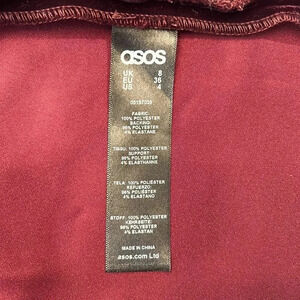 asos
UK 8
EU 36
US 4
FABRIC:
100% POLYESTER
BACKING:
96% POLYESTER
4% ELASTANE
TISSU: 100% POLYESTER
SUPPORT:
96% POLYESTER
4% ELASTHANNE
TELA: 100% POLIÉSTER
REFUERZO:
96% POLIÉSTER
4% ELASTANO
STOFF: 100% POLYESTER
KEHRSEITE:
96% POLYESTER
4% ELASTAN
MADE IN CHINA
asos.com Ltd